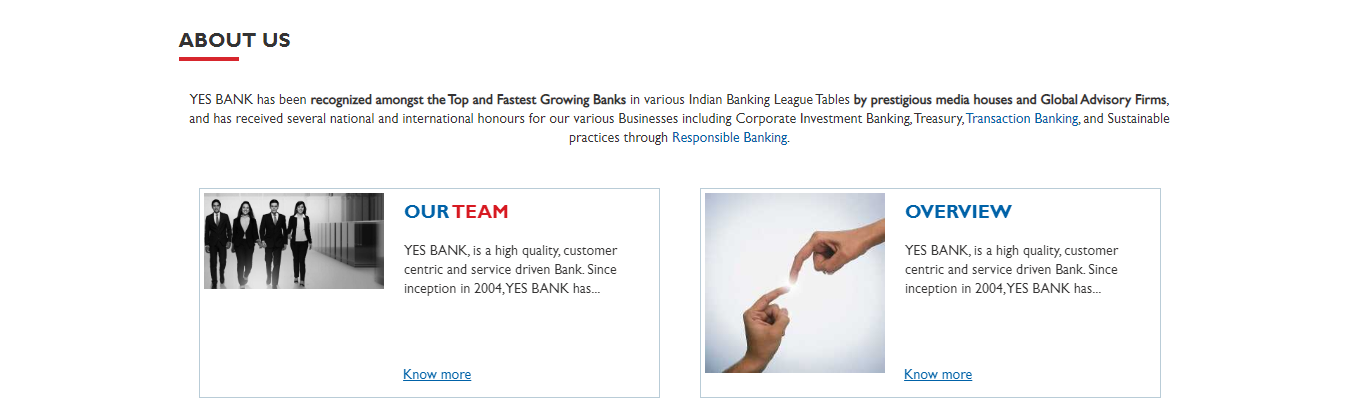 ABOUT US
YES BANK has been recognized amongst the Top and Fastest Growing Banks in various Indian Banking League Tables by prestigious media houses and Global Advisory Firms,
and has received several national and international honours for our various Businesses including Corporate Investment Banking, Treasury, Transaction Banking, and Sustainable
practices through Responsible Banking.
OUR TEAM
YES BANK, is a high quality, customer
centric and service driven Bank. Since
inception in 2004, YES BANK has...
Know more
OVERVIEW
YES BANK, is a high quality, customer
centric and service driven Bank. Since
inception in 2004, YES BANK has...
Know more